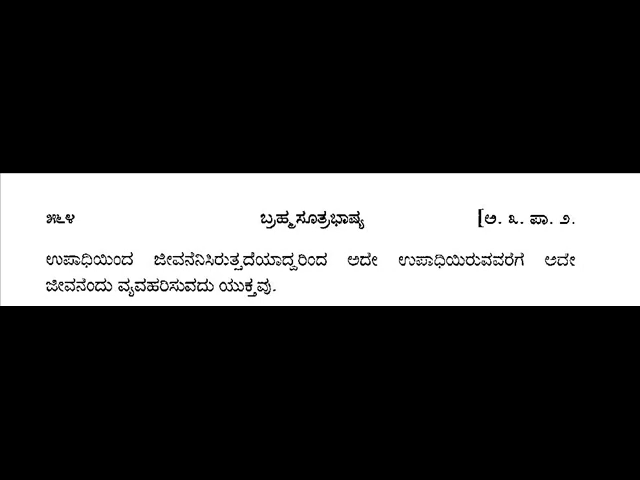 ೫೬೪ ಬ್ರಹ್ಮಸೂತ್ರಭಾಷ್ಯ [ಅ. ೩. ಪಾ. ೨.
ಉಪಾಧಿಯಿಂದ ಜೀವನೆನಿಸಿರುತ್ತದೆಯಾದ್ದರಿಂದ ಅದೇ ಉಪಾಧಿಯಿರುವವರೆಗೆ ಅದೇ
ಜೀವನೆಂದು ವ್ಯವಹರಿಸುವದು ಯುಕ್ತವು.